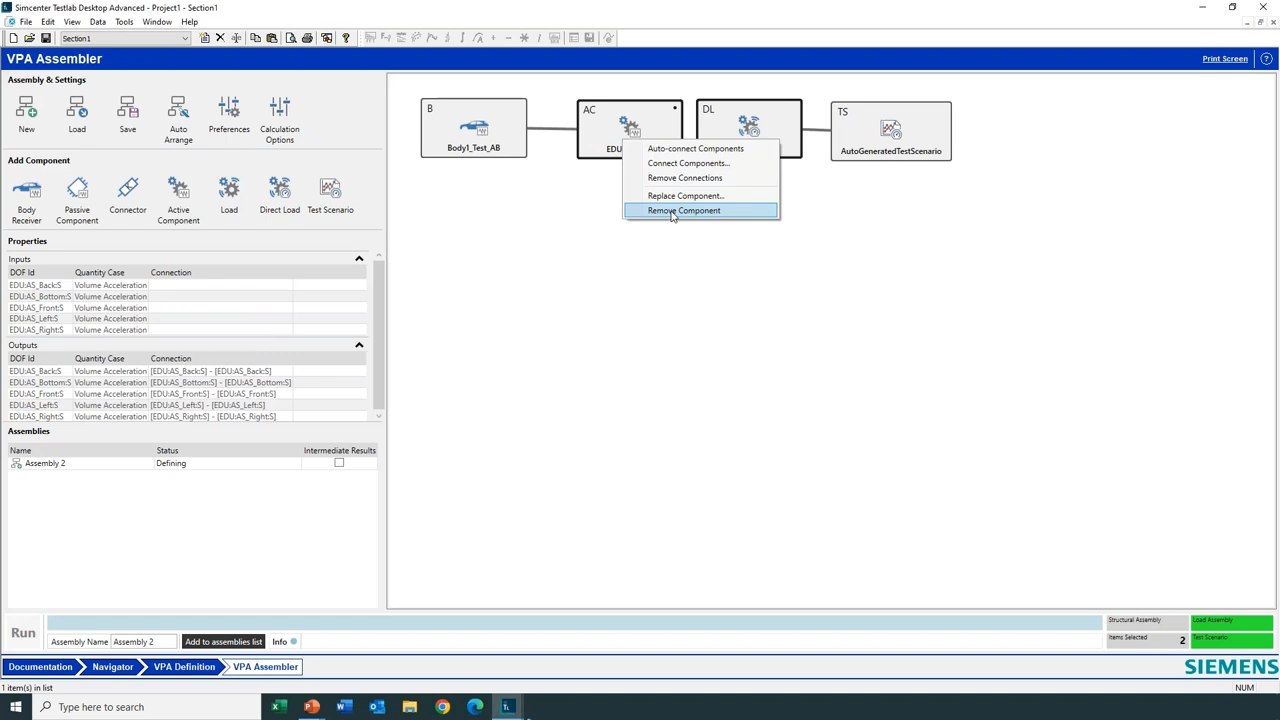 Simcenter Testlab Desktop Advanced - Project1 - Section1
File Edit View Data Tools Window Help
Section1
VPA Assembler
Print Screen
Assembly & Settings
New Load Save Auto Arrange Preferences Calculation Options
Add Component
Body Receiver Passive Component Connector Active Component Load Direct Load Test Scenario
Properties
Inputs
DOF Id Quantity Case Connection
EDU:AS_Back:S Volume Acceleration
EDU:AS_Bottom:S Volume Acceleration
EDU:AS_Front:S Volume Acceleration
EDU:AS_Left:S Volume Acceleration
EDU:AS_Right:S Volume Acceleration
Outputs
DOF Id Quantity Case Connection
EDU:AS_Back:S Volume Acceleration [EDU:AS_Back:S] - [EDU:AS_Back:S]
EDU:AS_Bottom:S Volume Acceleration [EDU:AS_Bottom:S] - [EDU:AS_Bottom:S]
EDU:AS_Front:S Volume Acceleration [EDU:AS_Front:S] - [EDU:AS_Front:S]
EDU:AS_Left:S Volume Acceleration [EDU:AS_Left:S] - [EDU:AS_Left:S]
EDU:AS_Right:S Volume Acceleration [EDU:AS_Right:S] - [EDU:AS_Right:S]
Assemblies
Name Status Intermediate Results
Assembly 2 Defining
B
Body1_Test_AB
AC
EDU
DL
TS
AutoGeneratedTestScenario
Auto-connect Components
Connect Components...
Remove Connections
Replace Component...
Remove Component
Run
Assembly Name Assembly 2 Add to assemblies list Info
Structural Assembly Load Assembly
Items Selected 2 Test Scenario
Documentation Navigator VPA Definition VPA Assembler
SIEMENS
1 item(s) in list
NUM
Type here to search